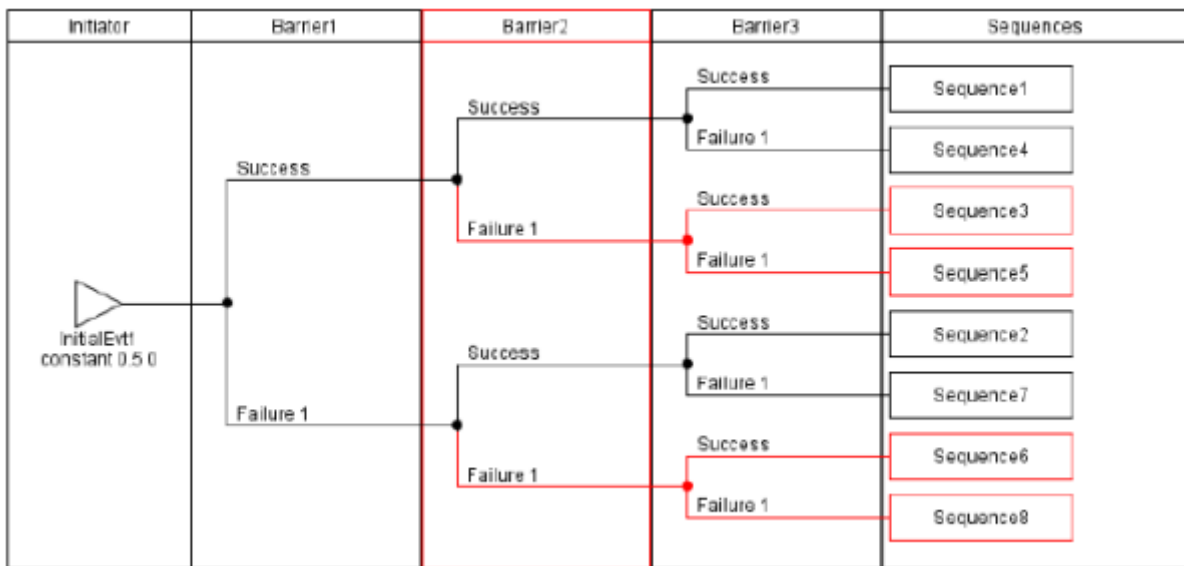 Initiator Barrier1 Barrier2 Barrier3 Sequences
Success Sequence1
Success
Failure 1 Sequence4
Success
Success Sequence3
Failure 1
Failure 1 Sequence5
InitialEvt1
constant 0.5 0
Success Sequence2
Success
Failure 1 Sequence7
Failure 1
Success Sequence6
Failure 1
Failure 1 Sequence8